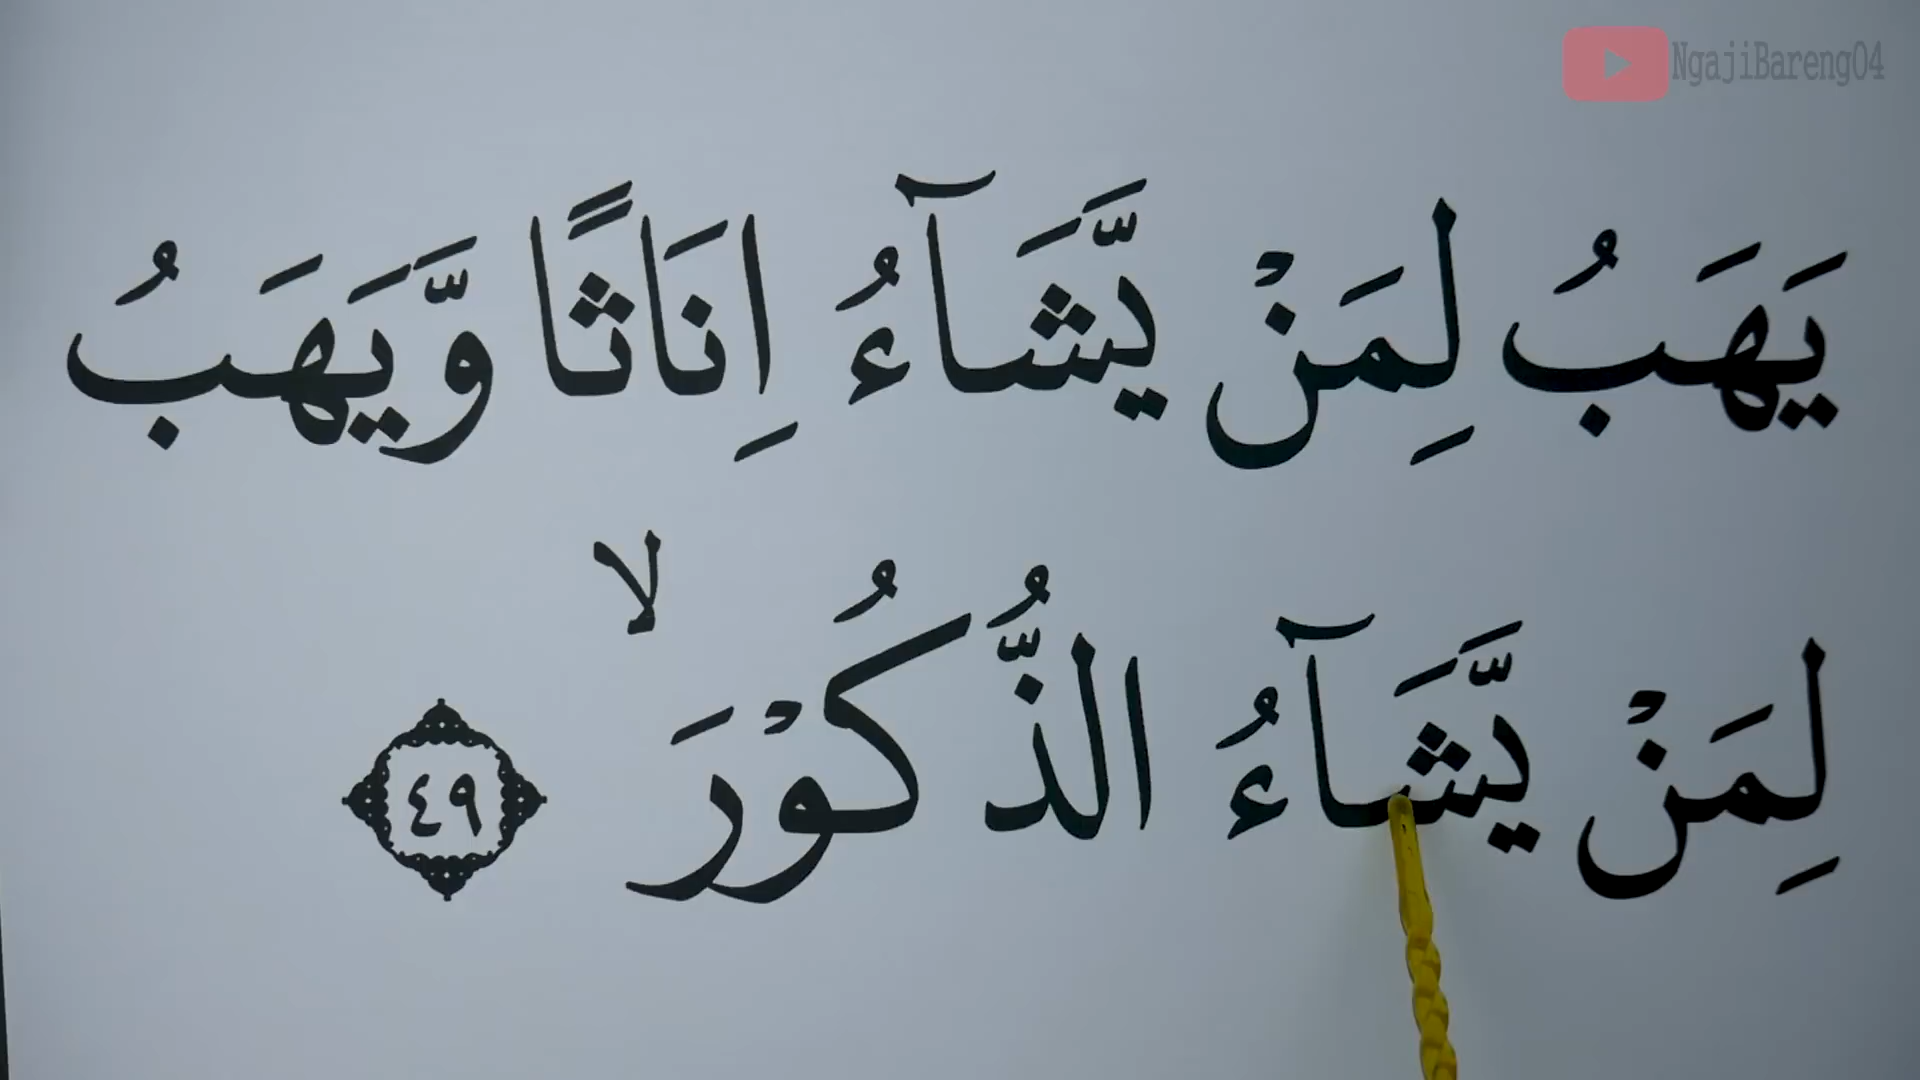 NgajiBareng04
يَهَبُ لِمَنْ يَّشَآءُ اِنَاثًا وَّيَهَبُ
لِمَنْ يَّشَآءُ الذُّكُوْرَ ۙ ٤٩